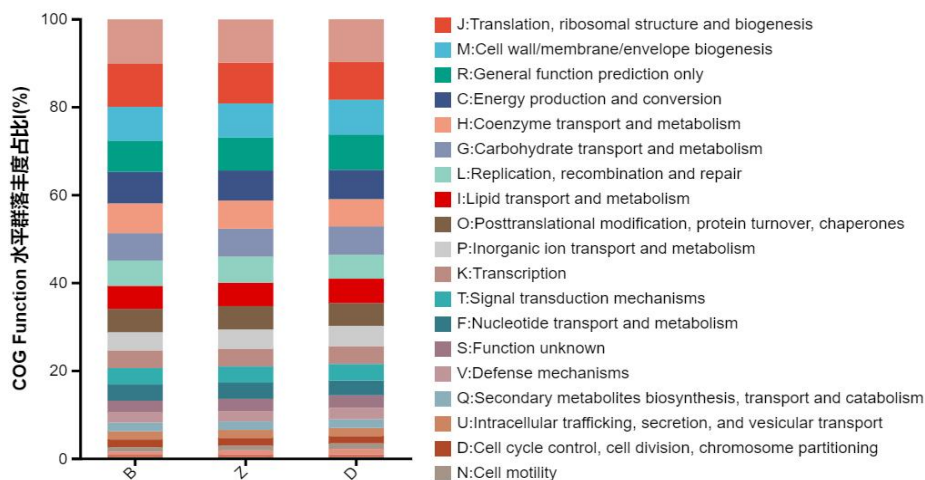 COG Function 水平群落丰度占比l(%)
100
80
60
40
20
0
B
Z
D
J:Translation, ribosomal structure and biogenesis
M:Cell wall/membrane/envelope biogenesis
R:General function prediction only
C:Energy production and conversion
H:Coenzyme transport and metabolism
G:Carbohydrate transport and metabolism
L:Replication, recombination and repair
I:Lipid transport and metabolism
O:Posttranslational modification, protein turnover, chaperones
P:Inorganic ion transport and metabolism
K:Transcription
T:Signal transduction mechanisms
F:Nucleotide transport and metabolism
S:Function unknown
V:Defense mechanisms
Q:Secondary metabolites biosynthesis, transport and catabolism
U:Intracellular trafficking, secretion, and vesicular transport
D:Cell cycle control, cell division, chromosome partitioning
N:Cell motility